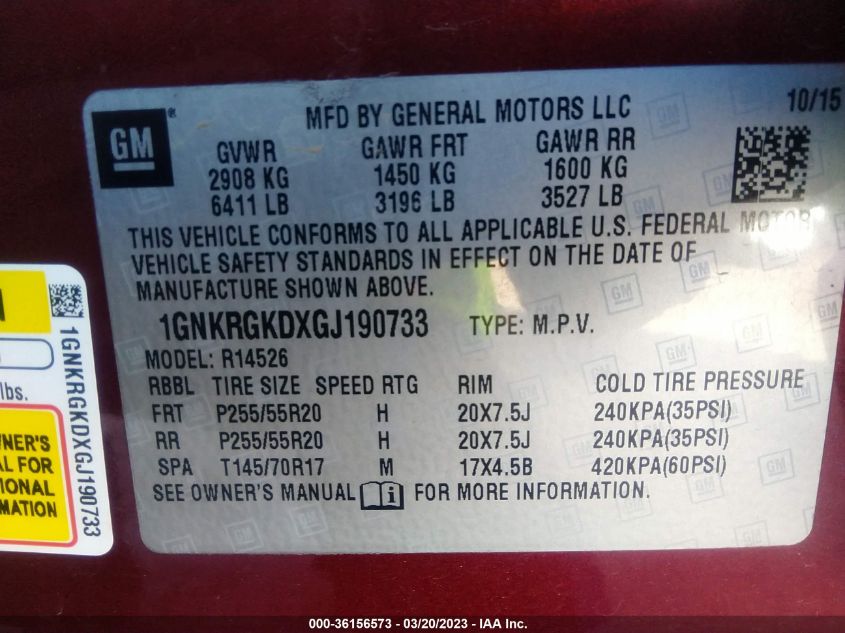 GM
MFD BY GENERAL MOTORS LLC 10/15
GVWR GAWR FRT GAWR RR
2908 KG 1450 KG 1600 KG
6411 LB 3196 LB 3527 LB
THIS VEHICLE CONFORMS TO ALL APPLICABLE U.S. FEDERAL MOTOR
VEHICLE SAFETY STANDARDS IN EFFECT ON THE DATE OF
MANUFACTURE SHOWN ABOVE.
1GNKRGKDXGJ190733 TYPE: M.P.V.
MODEL: R14526
RBBL TIRE SIZE SPEED RTG RIM COLD TIRE PRESSURE
FRT P255/55R20 H 20X7.5J 240KPA(35PSI)
RR P255/55R20 H 20X7.5J 240KPA(35PSI)
SPA T145/70R17 M 17X4.5B 420KPA(60PSI)
SEE OWNER'S MANUAL i FOR MORE INFORMATION.
1GNKRGKDXGJ190733
lbs.
NER'S
AL FOR
IONAL
MATION
000-36156573 - 03/20/2023 - IAA Inc.